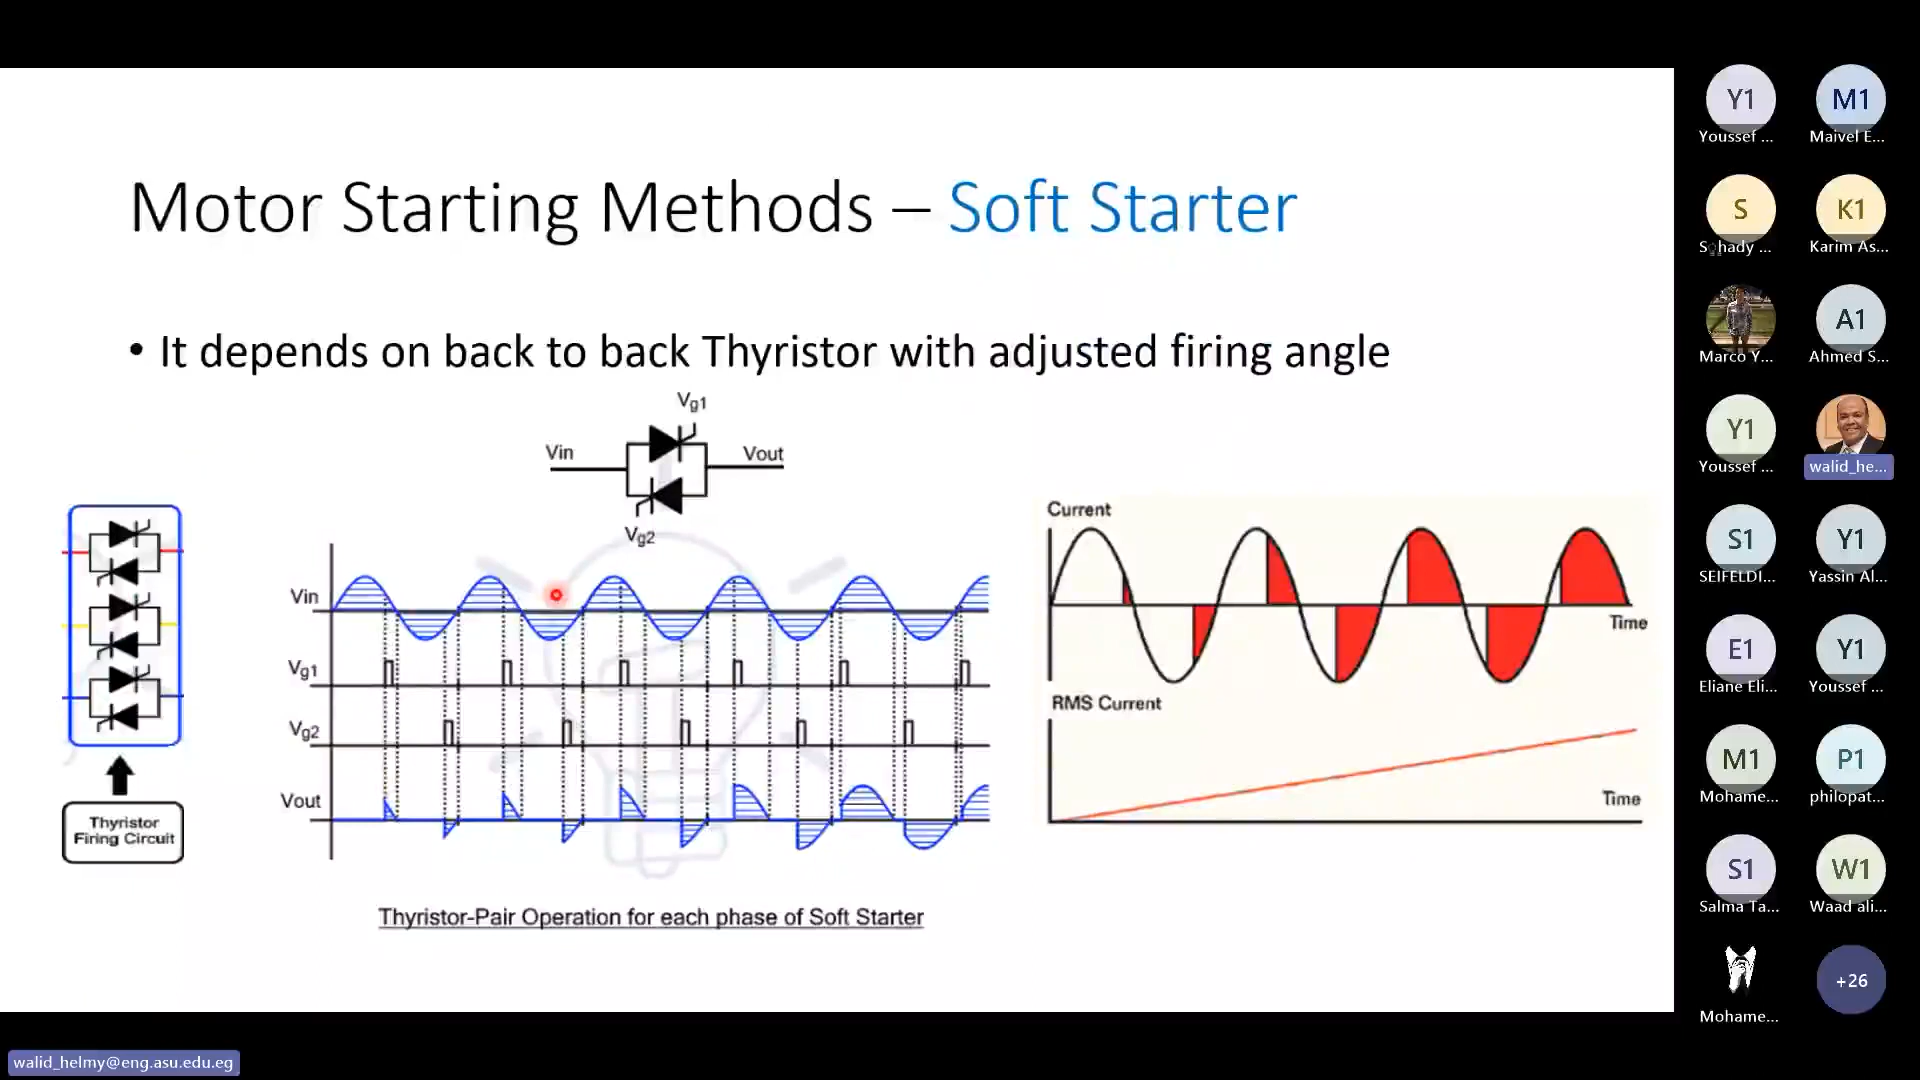 Motor Starting Methods – Soft Starter
• It depends on back to back Thyristor with adjusted firing angle
Vg1
Vin
Vout
Vg2
Thyristor
Firing Circuit
Vin
Vg1
Vg2
Vout
Thyristor-Pair Operation for each phase of Soft Starter
Current
Time
RMS Current
Time
Y1
Youssef ...
M1
Maivel E...
S
K1
Karim As...
Marco Y...
A1
Ahmed S...
Y1
Youssef ...
walid_he...
S1
SEIFELDI...
Y1
Yassin Al...
E1
Eliane Eli...
Y1
Youssef ...
M1
Mohame...
P1
philopat...
S1
Salma Ta...
W1
Waad ali...
Mohame...
+26
walid_helmy@eng.asu.edu.eg